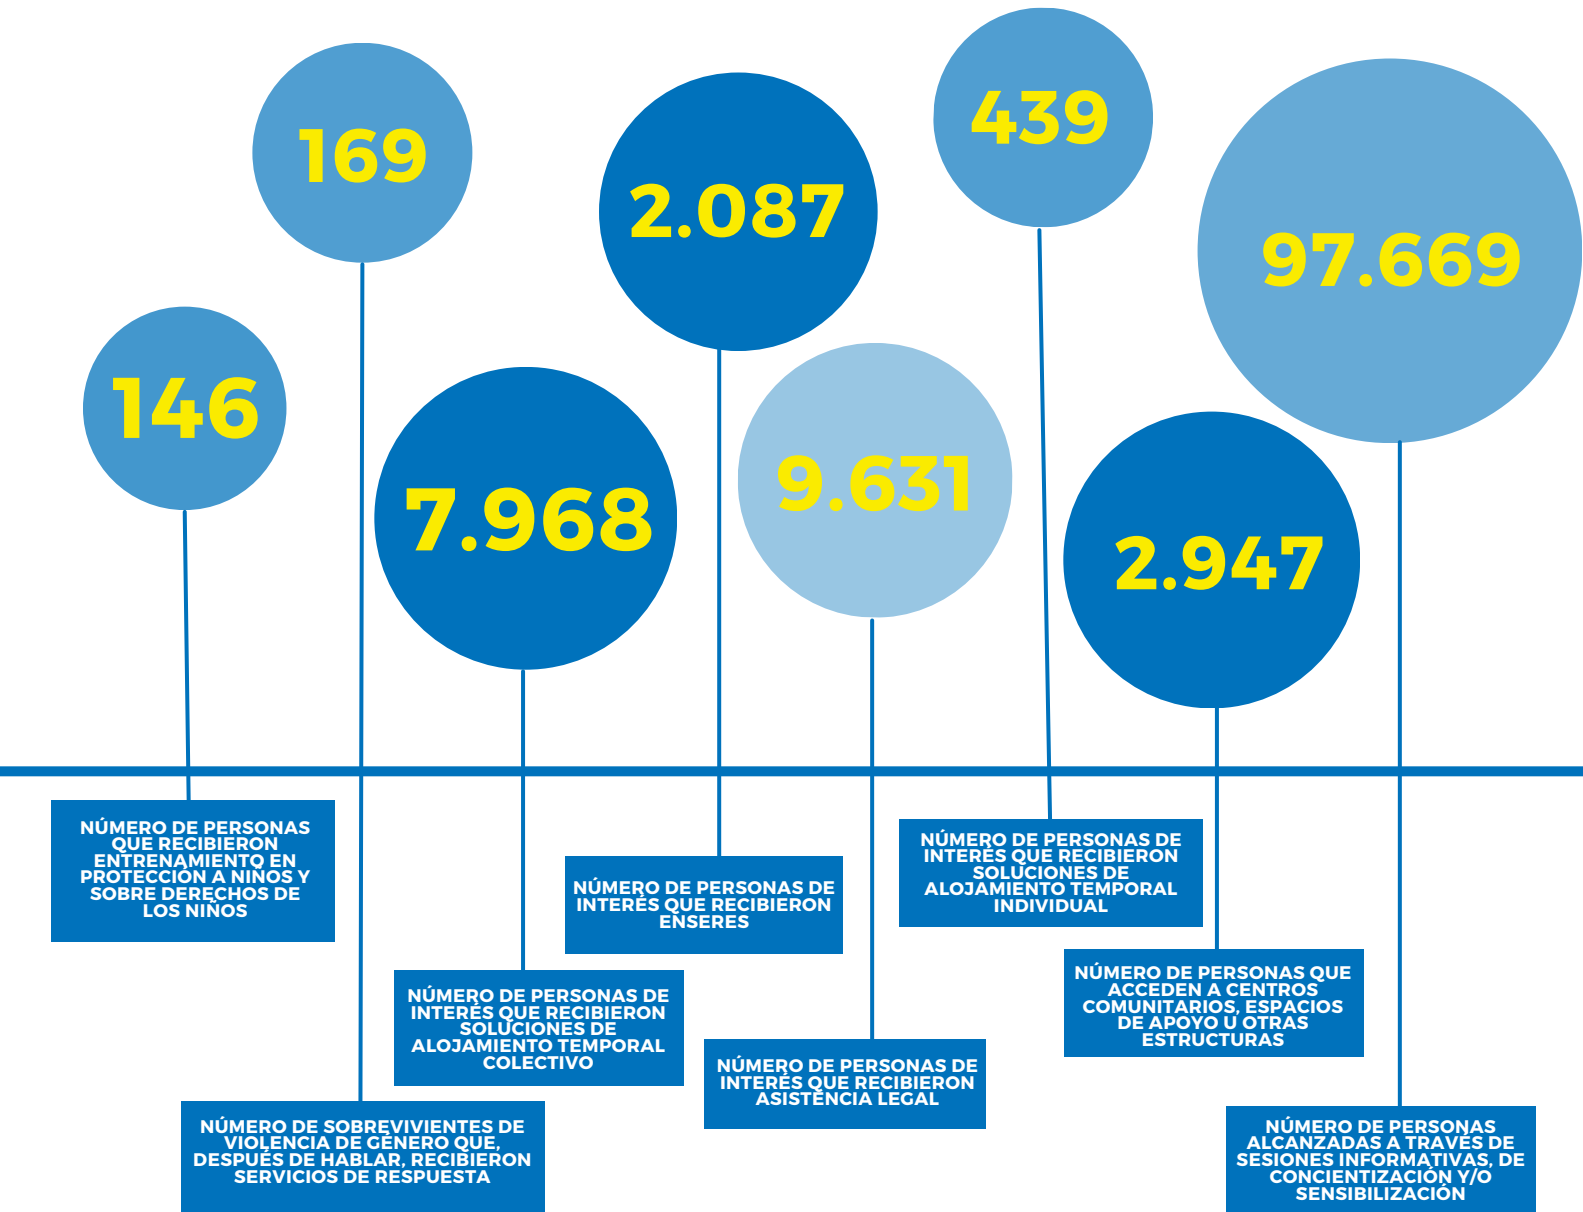 439
169
2.087
97.669
146
9.631
7.968
2.947
NÚMERO DE PERSONAS
QUE RECIBIERON
ENTRENAMIENTO EN
PROTECCIÓN A NIÑOS Y
SOBRE DERECHOS DE
LOS NIÑOS
NÚMERO DE SOBREVIVIENTES DE
VIOLENCIA DE GÉNERO QUE,
DESPUÉS DE HABLAR, RECIBIERON
SERVICIOS DE RESPUESTA
NÚMERO DE PERSONAS DE
INTERÉS QUE RECIBIERON
SOLUCIONES DE
ALOJAMIENTO TEMPORAL
COLECTIVO
NÚMERO DE PERSONAS DE
INTERÉS QUE RECIBIERON
ENSERES
NÚMERO DE PERSONAS DE
INTERÉS QUE RECIBIERON
ASISTENCIA LEGAL
NÚMERO DE PERSONAS DE
INTERÉS QUE RECIBIERON
SOLUCIONES DE
ALOJAMIENTO TEMPORAL
INDIVIDUAL
NÚMERO DE PERSONAS QUE
ACCEDEN A CENTROS
COMUNITARIOS, ESPACIOS
DE APOYO U OTRAS
ESTRUCTURAS
NÚMERO DE PERSONAS
ALCANZADAS A TRAVÉS DE
SESIONES INFORMATIVAS, DE
CONCIENTIZACIÓN Y/O
SENSIBILIZACIÓN